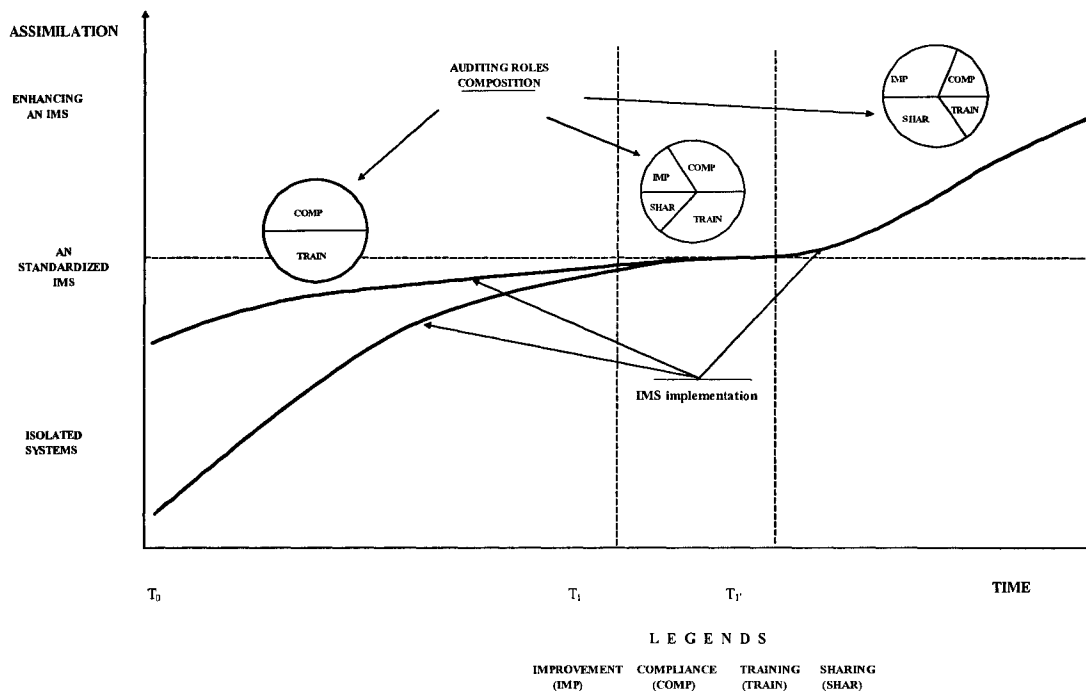 ASSIMILATION
AUDITING ROLES
COMPOSITION
ENHANCING
AN IMS
IMP
COMP
SHAR
TRAIN
IMP
COMP
SHAR
TRAIN
COMP
TRAIN
AN
STANDARDIZED
IMS
IMS implementation
ISOLATED
SYSTEMS
T0
T1
T1'
TIME
LEGENDS
IMPROVEMENT COMPLIANCE TRAINING SHARING
(IMP) (COMP) (TRAIN) (SHAR)